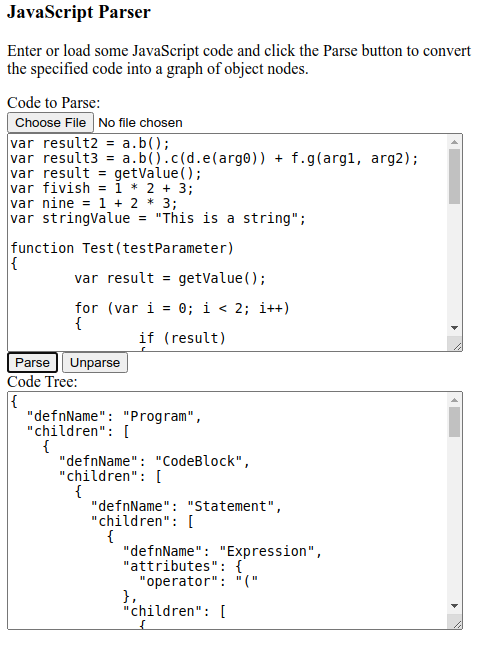 JavaScript Parser
Enter or load some JavaScript code and click the Parse button to convert
the specified code into a graph of object nodes.
Code to Parse:
Choose File No file chosen
var result2 = a.b();
var result3 = a.b().c(d.e(arg0)) + f.g(arg1, arg2);
var result = getValue();
var fivish = 1 * 2 + 3;
var nine = 1 + 2 * 3;
var stringValue = "This is a string";
function Test(testParameter)
{
var result = getValue();
for (var i = 0; i < 2; i++)
{
if (result)
{
Parse Unparse
Code Tree:
{
"defnName": "Program",
"children": [
{
"defnName": "CodeBlock",
"children": [
{
"defnName": "Statement",
"children": [
{
"defnName": "Expression",
"attributes": {
"operator": "("
},
"children": [
{